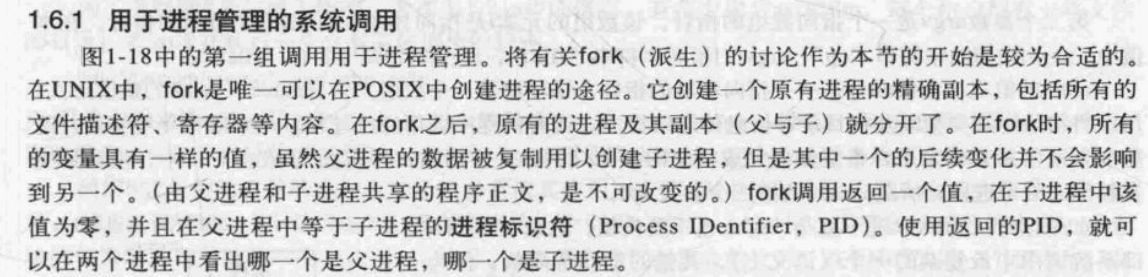 1.6.1 用于进程管理的系统调用
图1-18中的第一组调用用于进程管理。将有关fork（派生）的讨论作为本节的开始是较为合适的。
在UNIX中，fork是唯一可以在POSIX中创建进程的途径。它创建一个原有进程的精确副本，包括所有的
文件描述符、寄存器等内容。在fork之后，原有的进程及其副本（父与子）就分开了。在fork时，所有
的变量具有一样的值，虽然父进程的数据被复制用以创建子进程，但是其中一个的后续变化并不会影响
到另一个。（由父进程和子进程共享的程序正文，是不可改变的。）fork调用返回一个值，在子进程中该
值为零，并且在父进程中等于子进程的进程标识符（Process IDentifier，PID）。使用返回的PID，就可
以在两个进程中看出哪一个是父进程，哪一个是子进程。